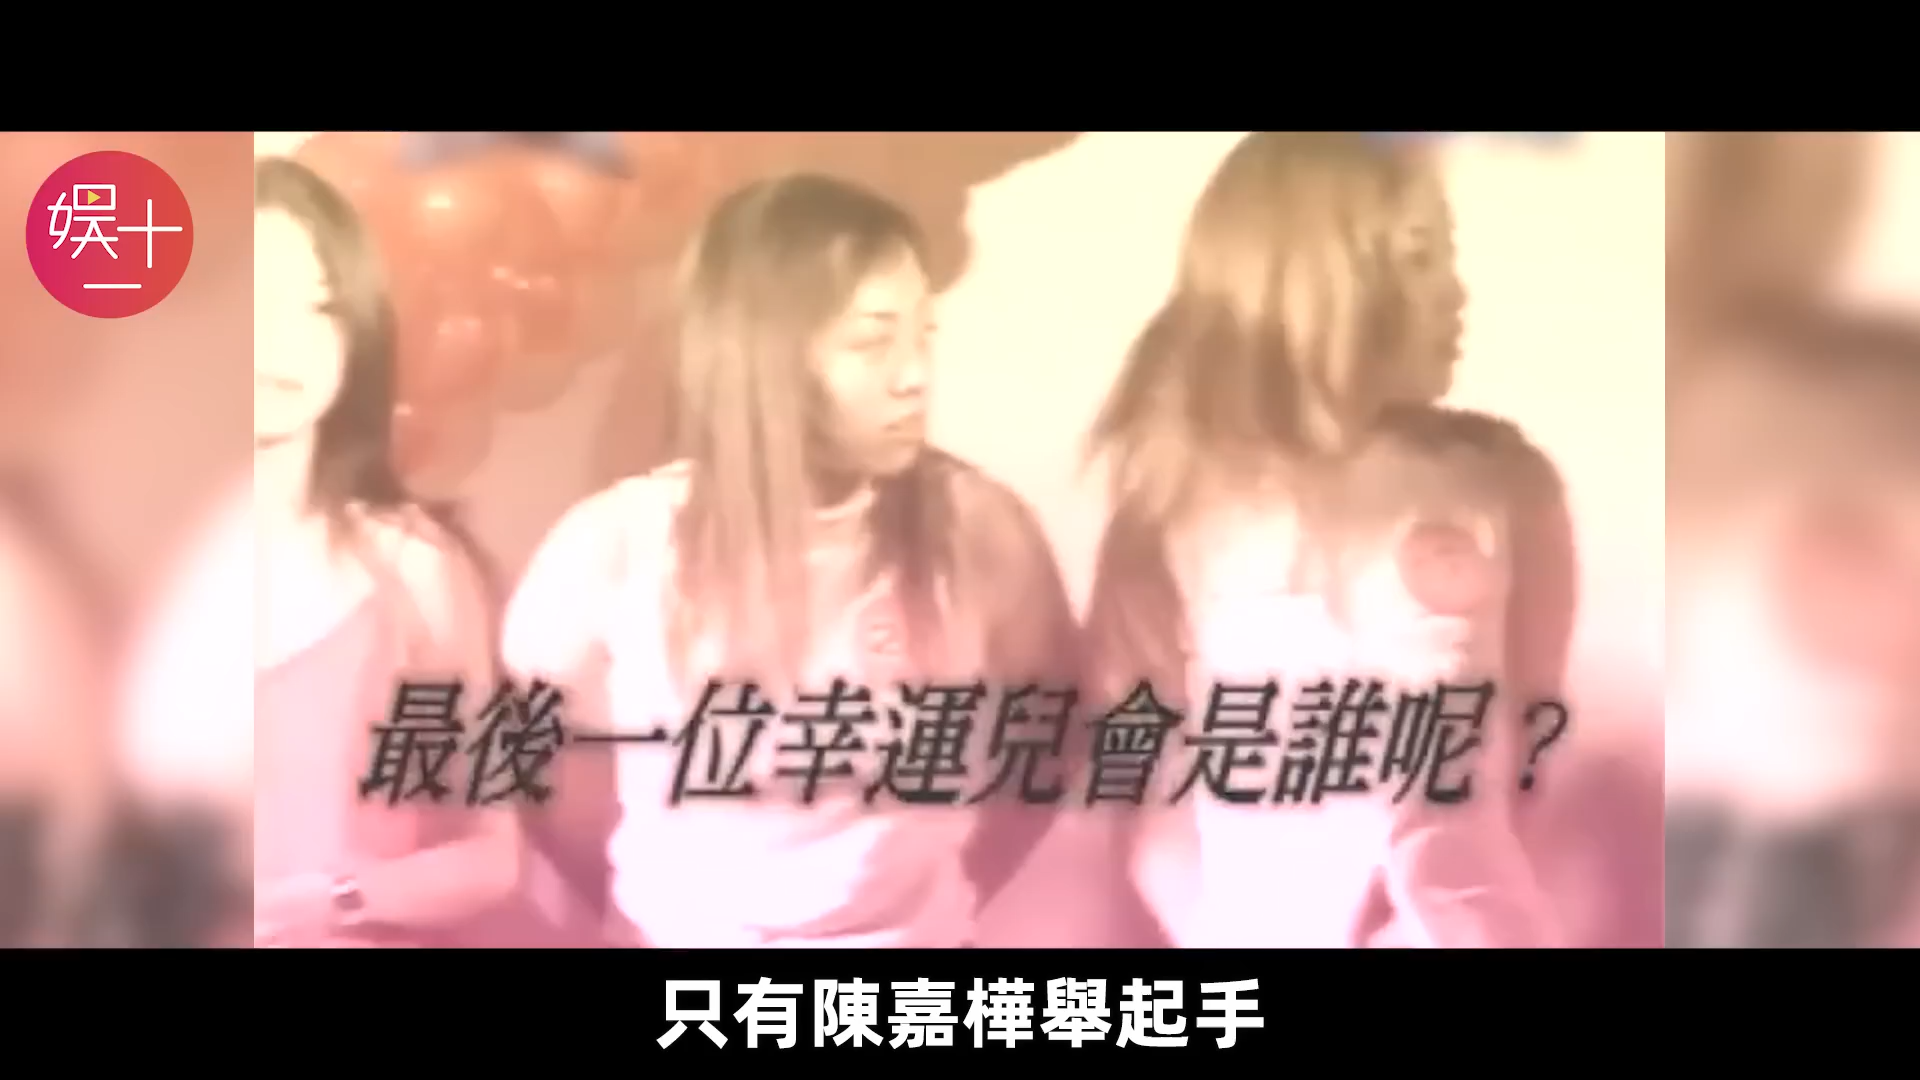 娱十一
最後一位幸運兒會是誰呢？
只有陳嘉樺舉起手